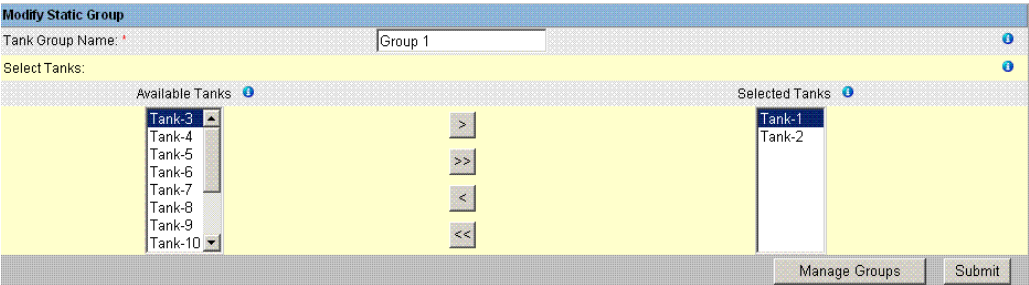 Modify Static Group
Tank Group Name: *
Group 1
Select Tanks:
Available Tanks
Selected Tanks
Tank-3
Tank-4
Tank-5
Tank-6
Tank-7
Tank-8
Tank-9
Tank-10
>
>>
<
<<
Tank-1
Tank-2
Manage Groups
Submit